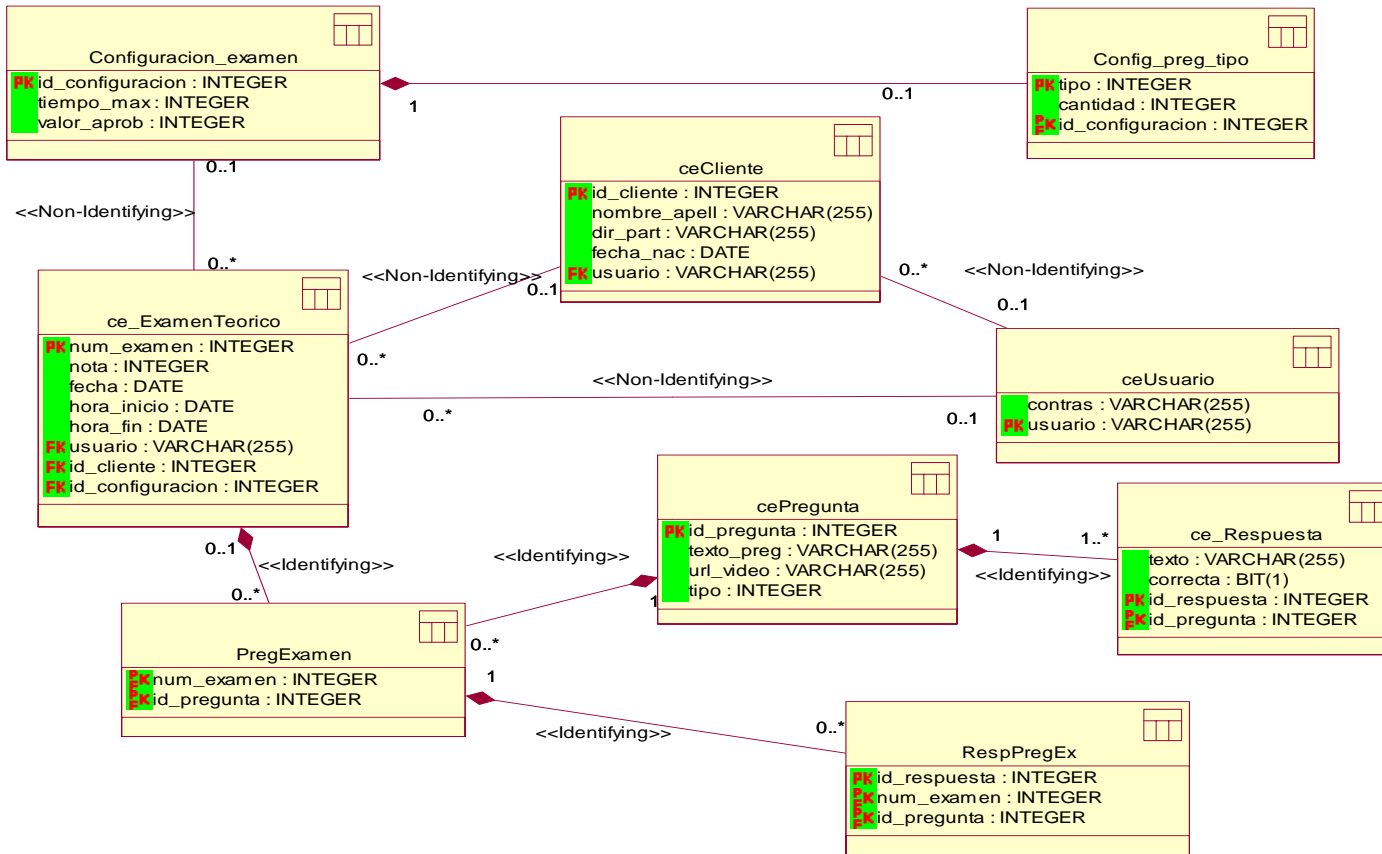 Configuracion_examen
PK id_configuracion : INTEGER
tiempo_max : INTEGER
valor_aprob : INTEGER
1
0..1
Config_preg_tipo
PK tipo : INTEGER
cantidad : INTEGER
PFK id_configuracion : INTEGER
0..1
<<Non-Identifying>>
0..*
ceCliente
PK id_cliente : INTEGER
nombre_apell : VARCHAR(255)
dir_part : VARCHAR(255)
fecha_nac : DATE
FK usuario : VARCHAR(255)
<<Non-Identifying>>
0..1
0..*
0..*
<<Non-Identifying>>
0..1
ce_ExamenTeorico
PK num_examen : INTEGER
nota : INTEGER
fecha : DATE
hora_inicio : DATE
hora_fin : DATE
FK usuario : VARCHAR(255)
FK id_cliente : INTEGER
FK id_configuracion : INTEGER
<<Non-Identifying>>
0..*
0..1
ceUsuario
contras : VARCHAR(255)
PK usuario : VARCHAR(255)
cePregunta
PK id_pregunta : INTEGER
texto_preg : VARCHAR(255)
url_video : VARCHAR(255)
tipo : INTEGER
1
1..*
<<Identifying>>
ce_Respuesta
texto : VARCHAR(255)
correcta : BIT(1)
PK id_respuesta : INTEGER
PFK id_pregunta : INTEGER
0..1
<<Identifying>>
0..*
<<Identifying>>
1
0..*
PregExamen
PFK num_examen : INTEGER
PFK id_pregunta : INTEGER
1
<<Identifying>>
0..*
RespPregEx
PK id_respuesta : INTEGER
PFK num_examen : INTEGER
PFK id_pregunta : INTEGER